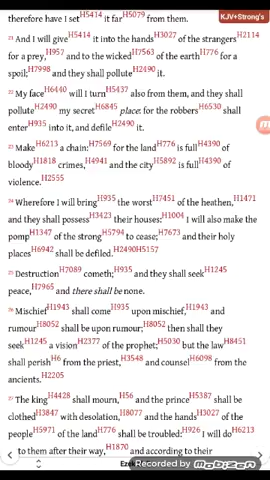 therefore have I set H5414 it far H5079 from them.
21 And I will give H5414 it into the hands H3027 of the strangers H2114
for a prey, H957 and to the wicked H7563 of the earth H776 for a
spoil; H7998 and they shall pollute H2490 it.
22 My face H6440 will I turn H5437 also from them, and they shall
pollute H2490 my secret H6845 place: for the robbers H6530 shall
enter H935 into it, and defile H2490 it.
23 Make H6213 a chain: H7569 for the land H776 is full H4390 of
bloody H1818 crimes, H4941 and the city H5892 is full H4390 of
violence. H2555
24 Wherefore I will bring H935 the worst H7451 of the heathen, H1471
and they shall possess H3423 their houses: H1004 I will also make the
pomp H1347 of the strong H5794 to cease; H7673 and their holy
places H6942 shall be defiled. H2490 H5157
25 Destruction H7089 cometh; H935 and they shall seek H1245
peace, H7965 and there shall be none.
26 Mischief H1943 shall come H935 upon mischief, H1943 and
rumour H8052 shall be upon rumour; H8052 then shall they
seek H1245 a vision H2377 of the prophet; H5030 but the law H8451
shall perish H6 from the priest, H3548 and counsel H6098 from the
ancients. H2205
27 The king H4428 shall mourn, H56 and the prince H5387 shall be
clothed H3847 with desolation, H8077 and the hands H3027 of the
people H5971 of the land H776 shall be troubled: H926 I will do H6213
to them after their way, H1870 and according to their
KJV+Strong's
Recorded by Mobizen